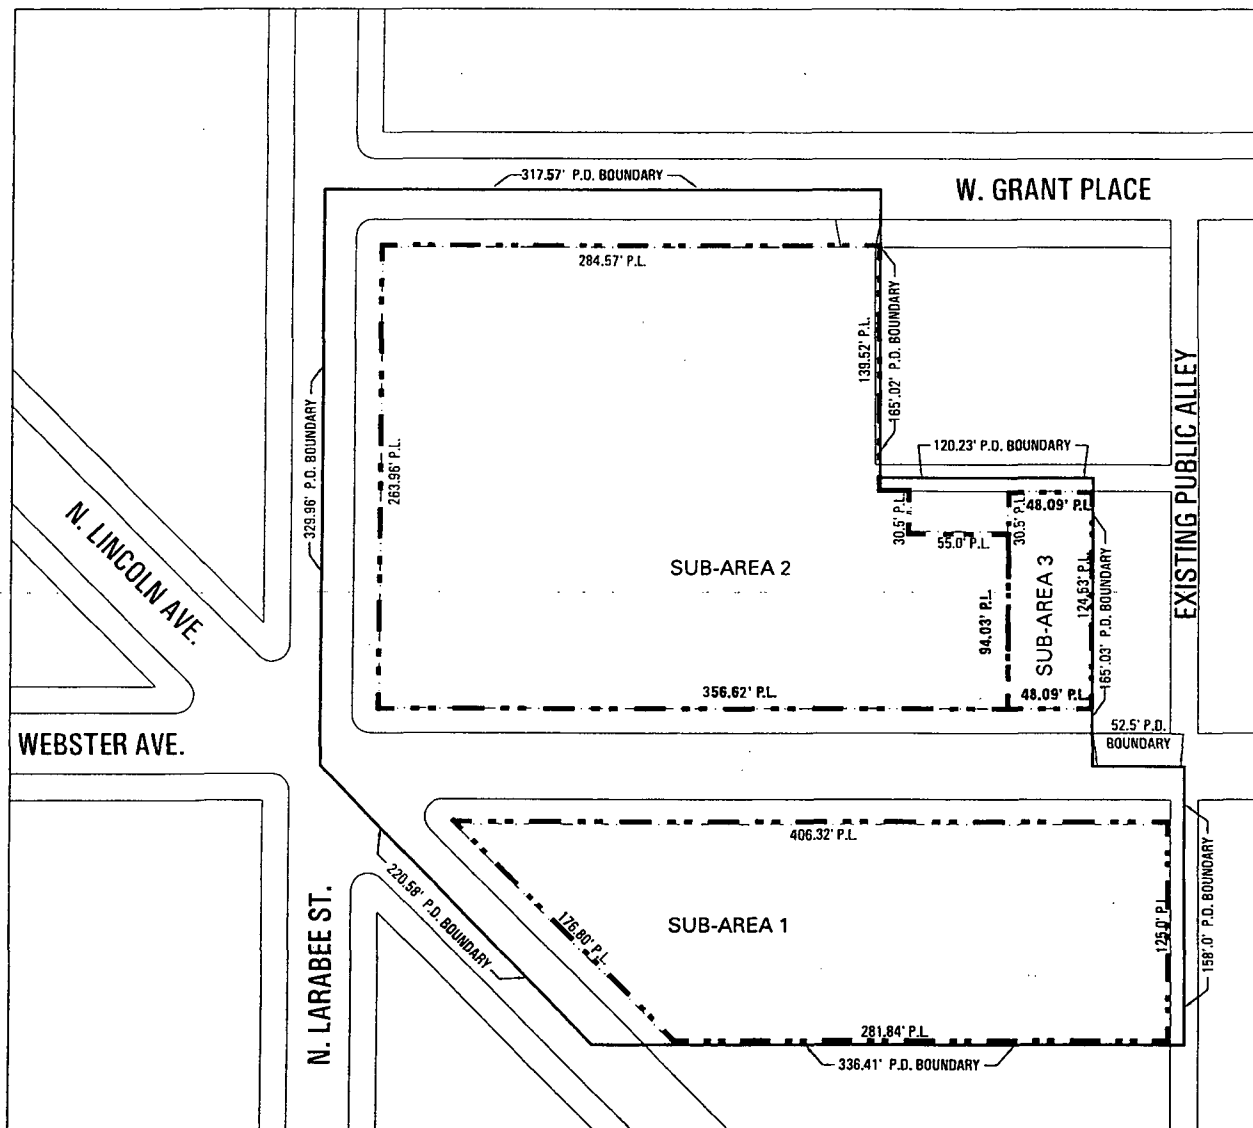 317.57' P.D. BOUNDARY
W. GRANT PLACE
284.57' P.L.
139.52' P.L.
165'.02' P.D. BOUNDARY
EXISTING PUBLIC ALLEY
120.23' P.D. BOUNDARY
329.96' P.D. BOUNDARY
263.96' P.L.
30.5' P.L.
55.0' P.L.
30.5' P.L.
48.09' P.L.
N. LINCOLN AVE.
SUB-AREA 2
94.03' P.L.
SUB-AREA 3
124.53' P.L.
165'.03' P.D. BOUNDARY
356.62' P.L.
48.09' P.L.
52.5' P.D.
BOUNDARY
WEBSTER AVE.
406.32' P.L.
220.58' P.D. BOUNDARY
176.80' P.L.
SUB-AREA 1
125.0' P.L.
158'.0' P.D. BOUNDARY
N. LARABEE ST.
281.84' P.L.
336.41' P.D. BOUNDARY